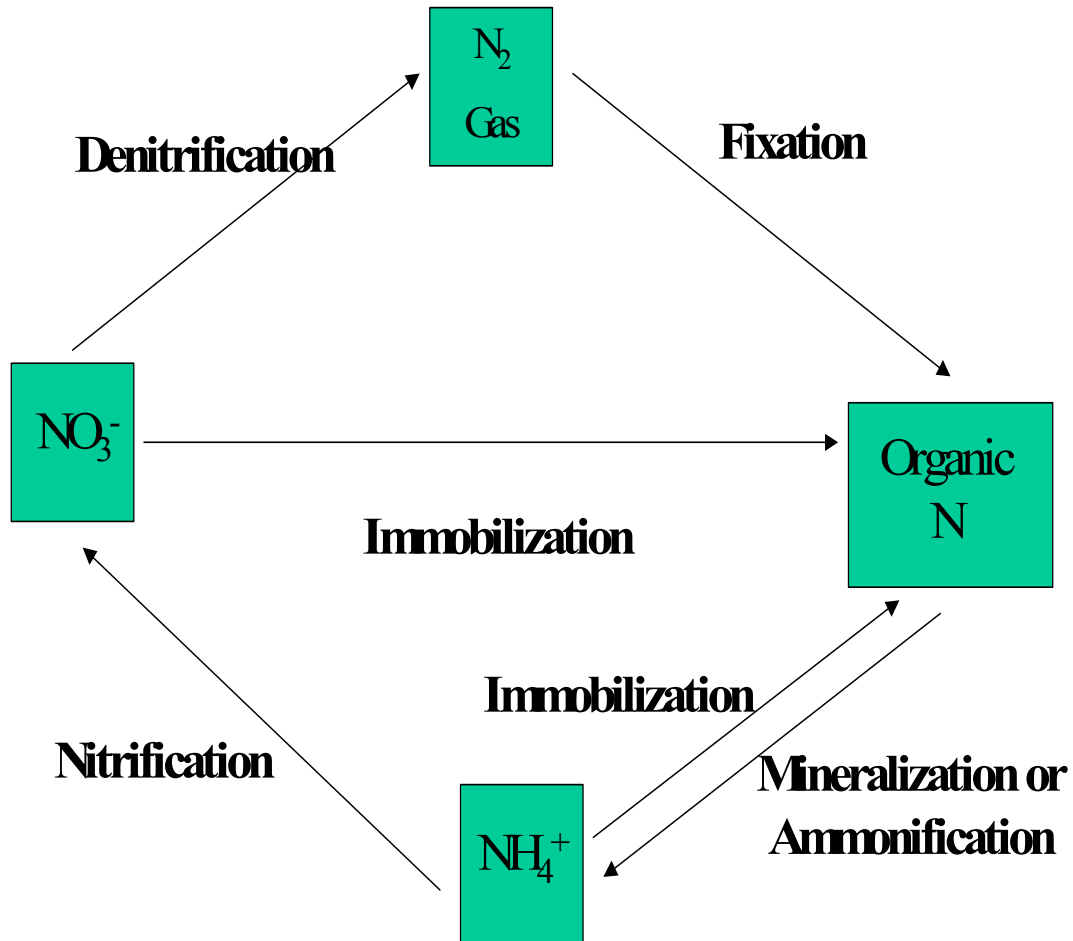 N₂
Gas
Denitrification
Fixation
NO₃⁻
Organic
N
Immobilization
Immobilization
Nitrification
Mineralization or
Ammonification
NH₄⁺